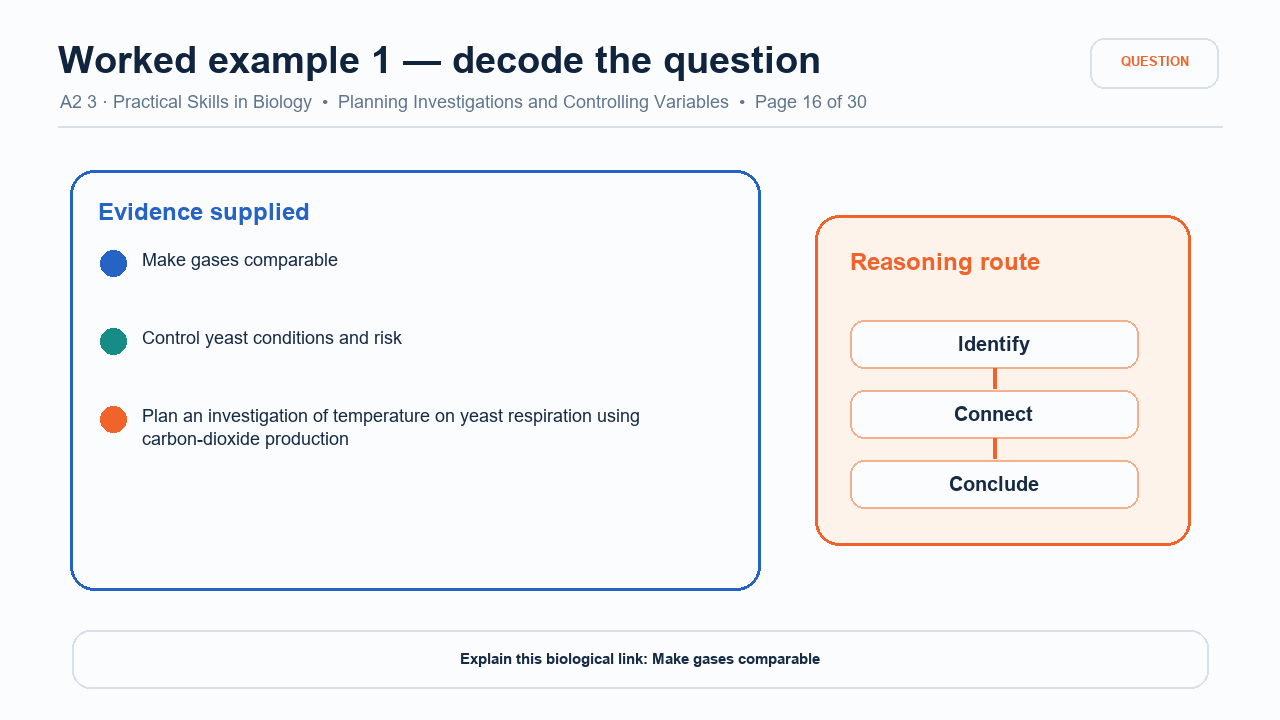 Worked example 1 — decode the question
QUESTION
A2 3 · Practical Skills in Biology • Planning Investigations and Controlling Variables • Page 16 of 30
Evidence supplied
Make gases comparable
Control yeast conditions and risk
Plan an investigation of temperature on yeast respiration using
carbon-dioxide production
Reasoning route
Identify
Connect
Conclude
Explain this biological link: Make gases comparable